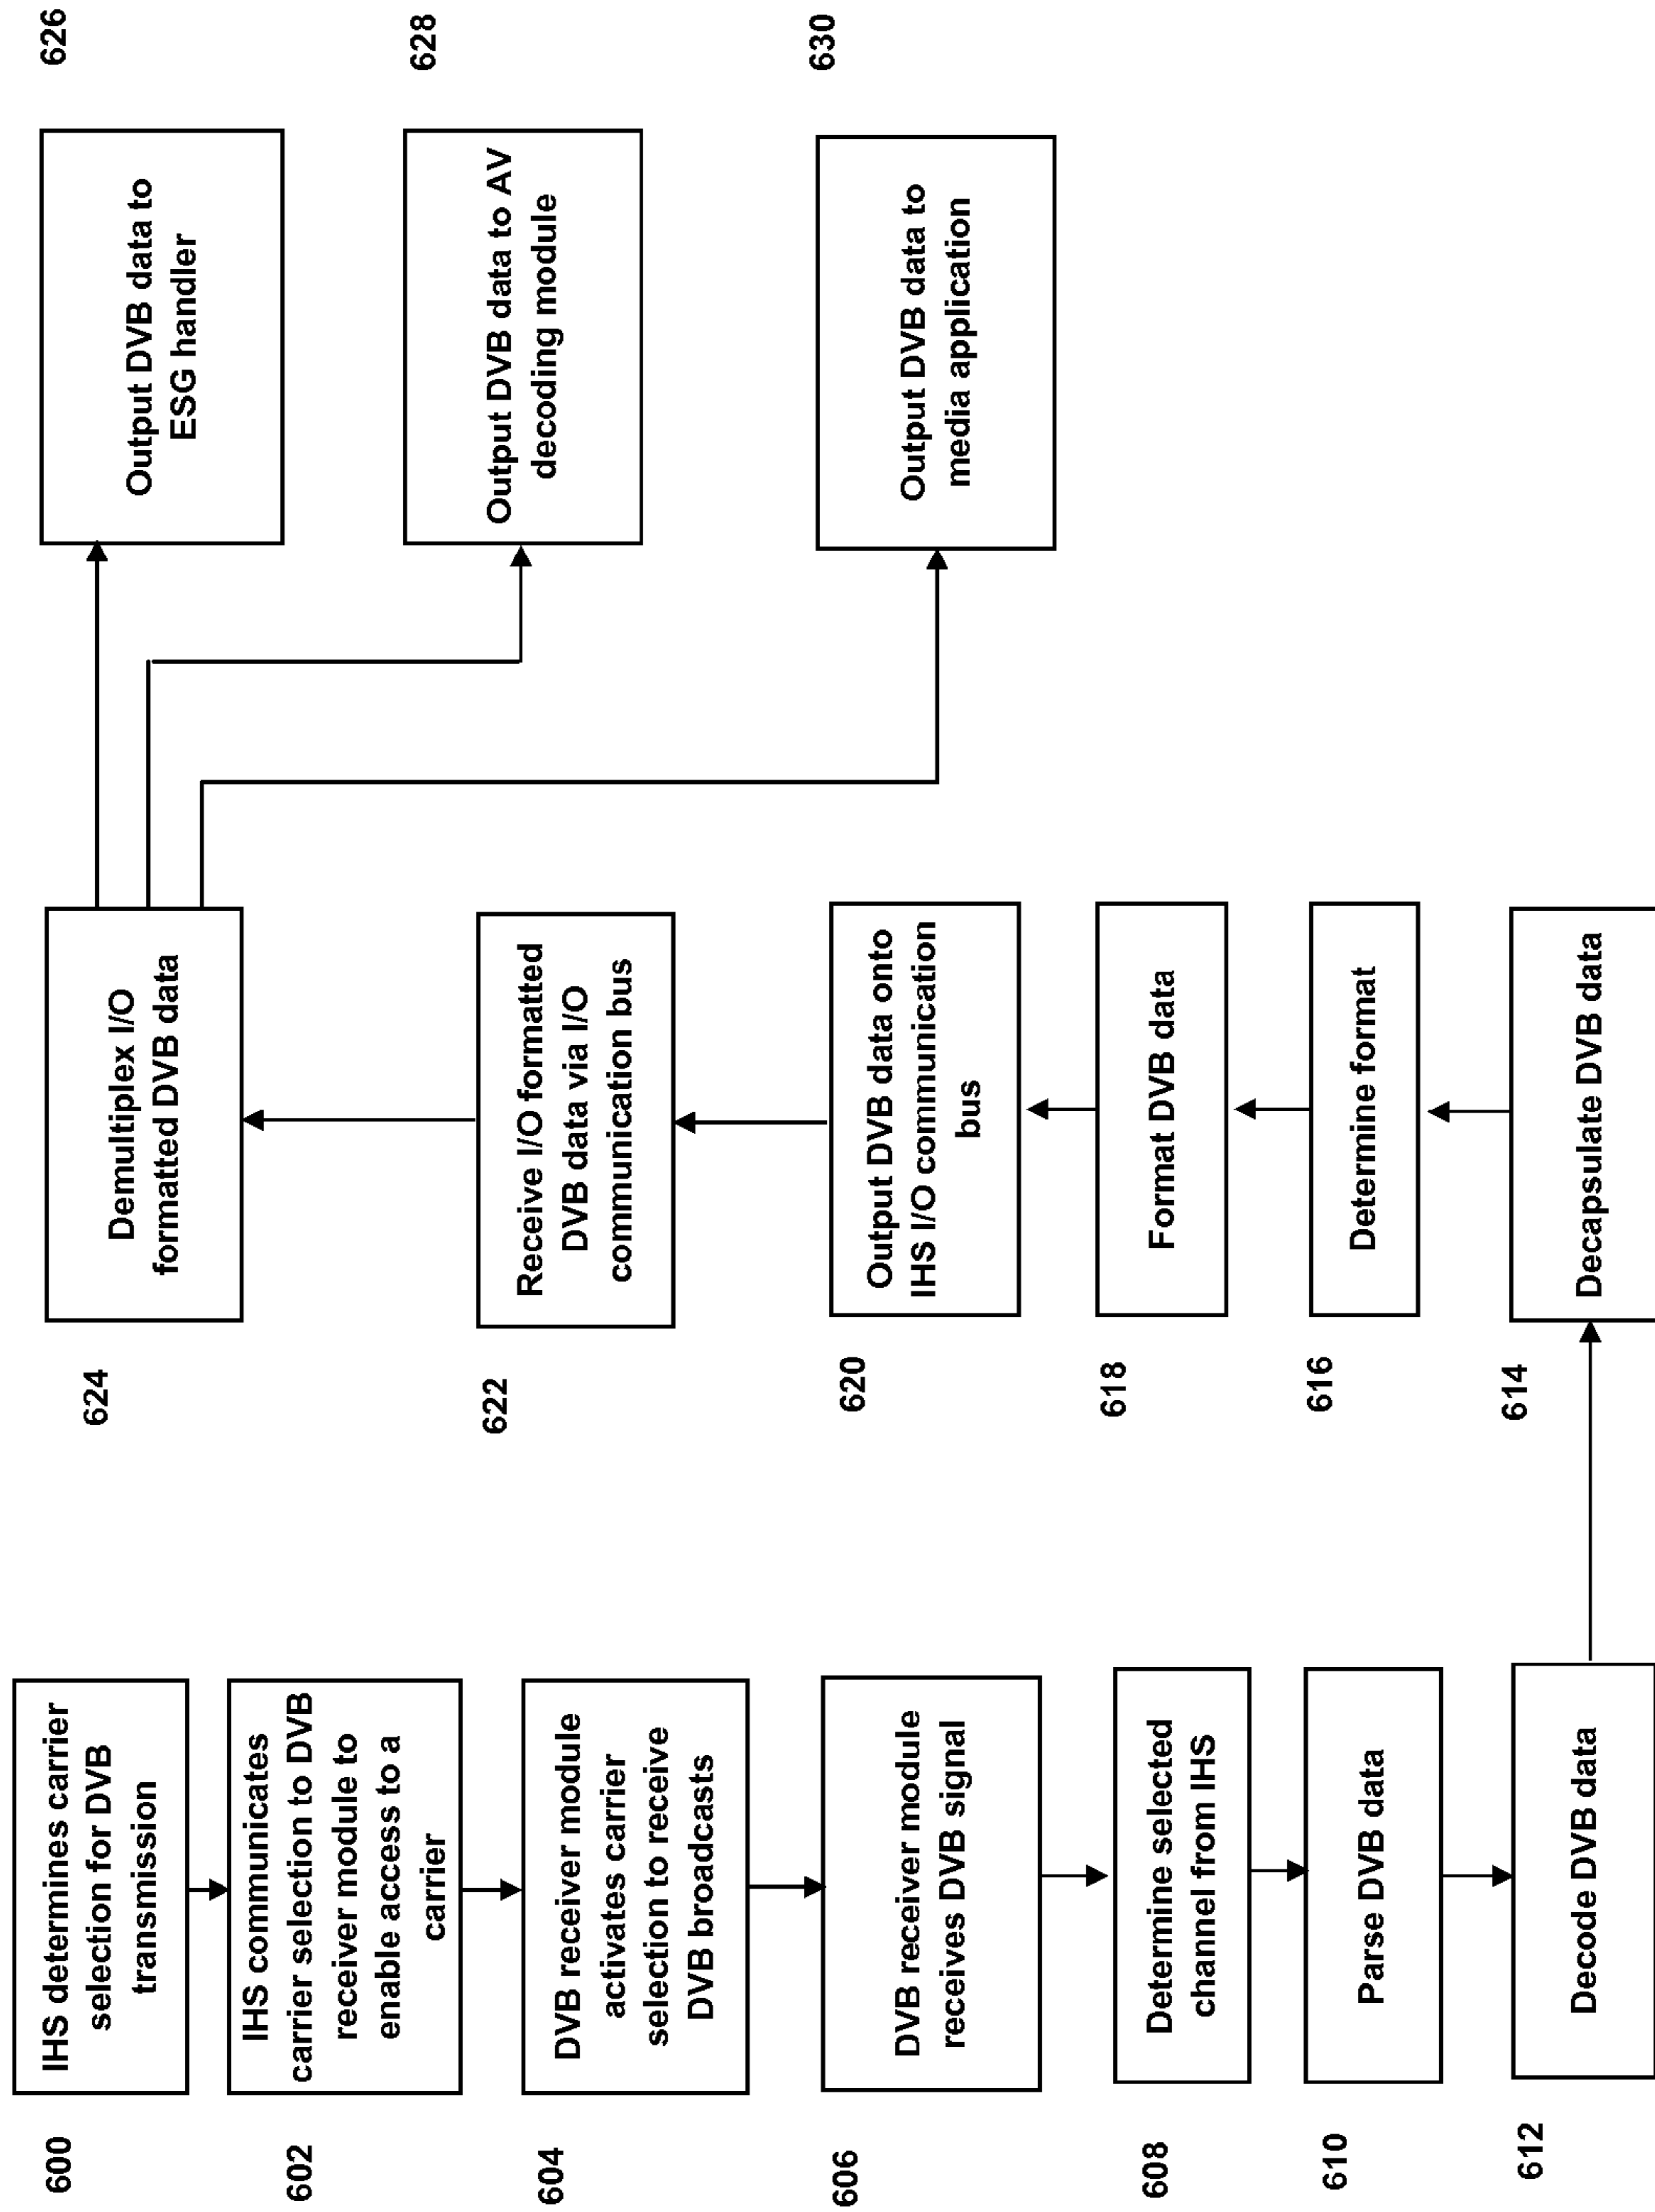 600
IHS determines carrier
selection for DVB
transmission
602
IHS communicates
carrier selection to DVB
receiver module to
enable access to a
carrier
604
DVB receiver module
activates carrier
selection to receive
DVB broadcasts
606
DVB receiver module
receives DVB signal
608
Determine selected
channel from IHS
610
Parse DVB data
612
Decode DVB data
614
Decapsulate DVB data
616
Determine format
618
Format DVB data
620
Output DVB data onto
IHS I/O communication
bus
622
Receive I/O formatted
DVB data via I/O
communication bus
624
Demultiplex I/O
formatted DVB data
626
Output DVB data to
ESG handler
628
Output DVB data to AV
decoding module
630
Output DVB data to
media application